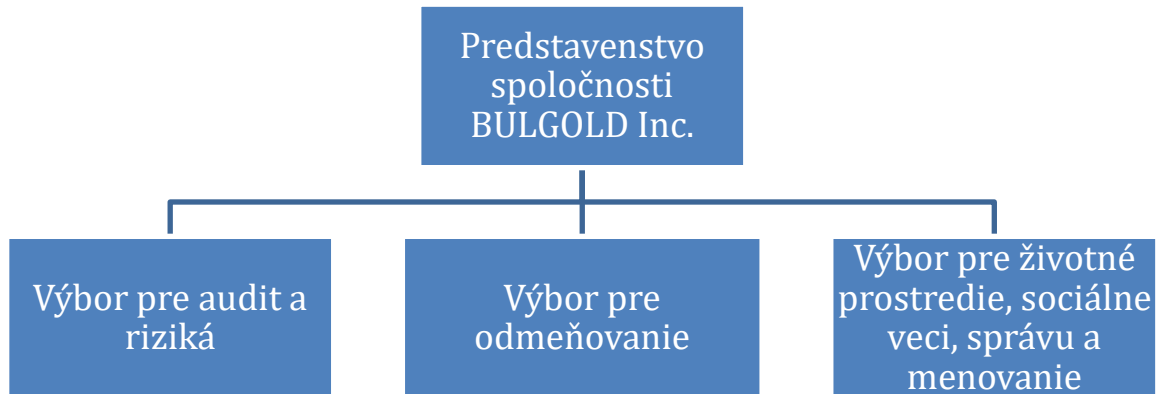 Predstavenstvo
spoločnosti
BULGOLD Inc.
Výbor pre audit a
riziká
Výbor pre
odmeňovanie
Výbor pre životné
prostredie, sociálne
veci, správu a
menovanie